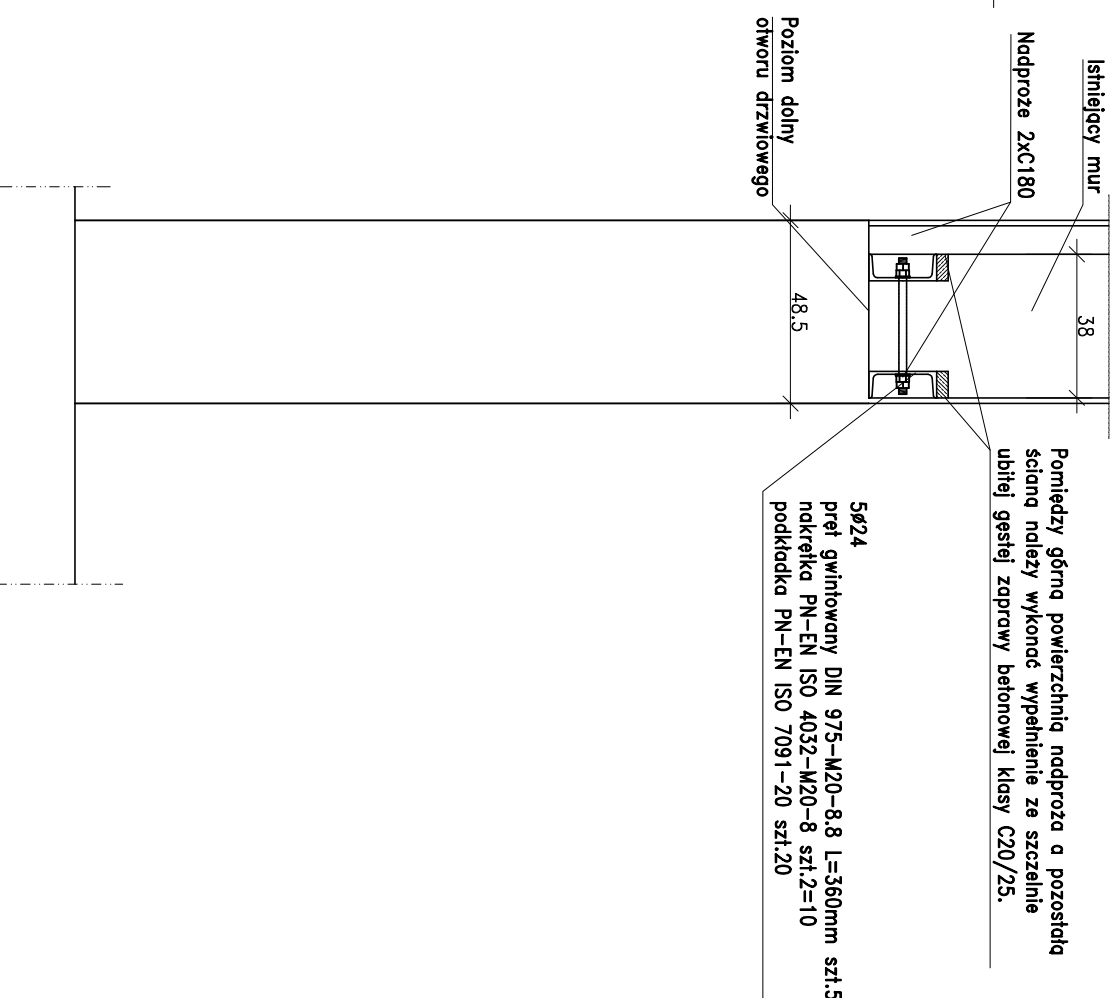 Istniejący mur
Nadproże 2xC180
Poziom dolny
otworu drzwiowego
38
48.5
Pomiędzy górną powierzchnią nadproża a pozostałą
ścianą należy wykonać wypełnienie ze szczelnie
ubitej gęstej zaprawy betonowej klasy C20/25.
5ø24
pręt gwintowany DIN 975-M20-8.8 L=360mm szt.5
nakrętka PN-EN ISO 4032-M20-8 szt.2=10
podkładka PN-EN ISO 7091-20 szt.20